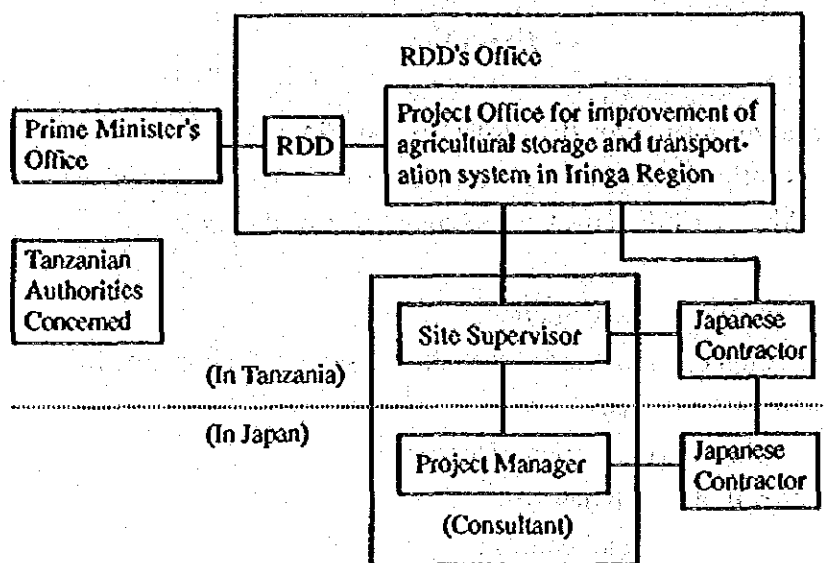 RDD's Office
Prime Minister's
Office
RDD
Project Office for improvement of
agricultural storage and transport-
ation system in Iringa Region
Tanzanian
Authorities
Concerned
Site Supervisor
Japanese
Contractor
(In Tanzania)
(In Japan)
Project Manager
Japanese
Contractor
(Consultant)